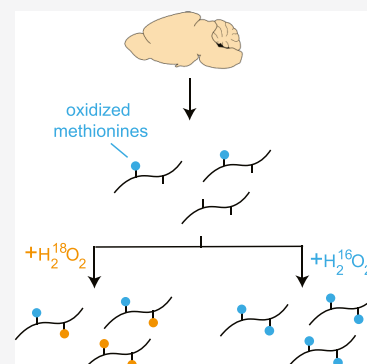 oxidized
methionines
+H₂¹⁸O₂
+H₂¹⁶O₂